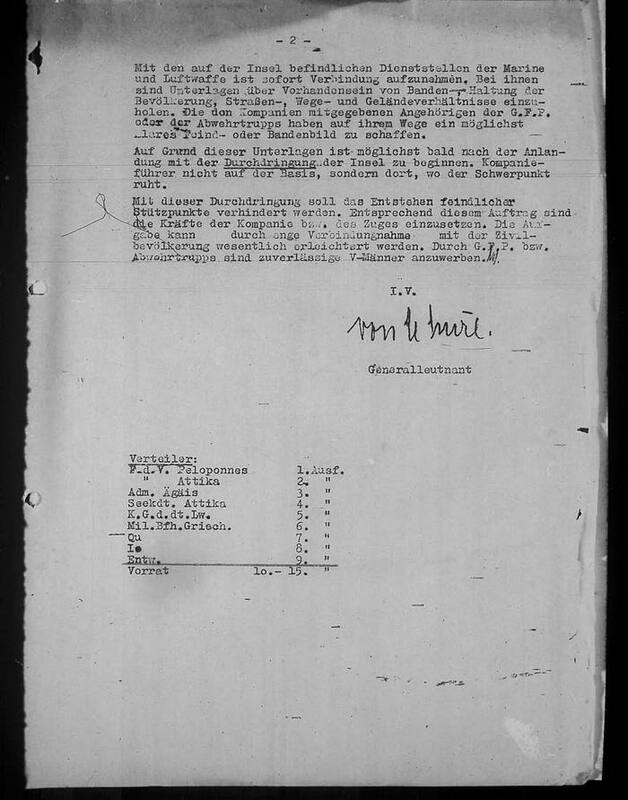 - 2 -
Mit den auf der Insel befindlichen Dienststellen der Marine
und Luftwaffe ist sofort Verbindung aufzunehmen. Bei ihnen
sind Unterlagen über Vorhandensein von Banden-, Haltung der
Bevölkerung, Straßen-, Wege- und Geländeverhältnisse einzu-
holen. Die den Kompanien mitgegebenen Angehörigen der G.F.P.
oder der Abwehrtrupps haben auf ihrem Wege ein möglichst
klares Feind- oder Bandenbild zu schaffen.
Auf Grund dieser Unterlagen ist möglichst bald nach der Anlan-
dung mit der Durchdringung der Insel zu beginnen. Kompanie-
führer nicht auf der Basis, sondern dort, wo der Schwerpunkt
ruht.
Mit dieser Durchdringung soll das Entstehen feindlicher
Stützpunkte verhindert werden. Entsprechend diesem Auftrag sind
die Kräfte der Kompanie bzw. des Zuges einzusetzen. Die Auf-
gabe kann durch enge Verbindungnahme mit der Zivil-
bevölkerung wesentlich erleichtert werden. Durch G.F.P. bzw.
Abwehrtrupps sind zuverlässige V-Männer anzuwerben.
I.V.
von le Suire.
Generalleutnant
Verteiler:
F.d.V. Peloponnes 1.Ausf.
" Attika 2. "
Adm. Ägäis 3. "
Seekdt. Attika 4. "
K.G.d.dt.Lw. 5. "
Mil.Bfh.Griech. 6. "
Qu 7. "
8. "
Entw. 9. "
Vorrat 10.- 15. "